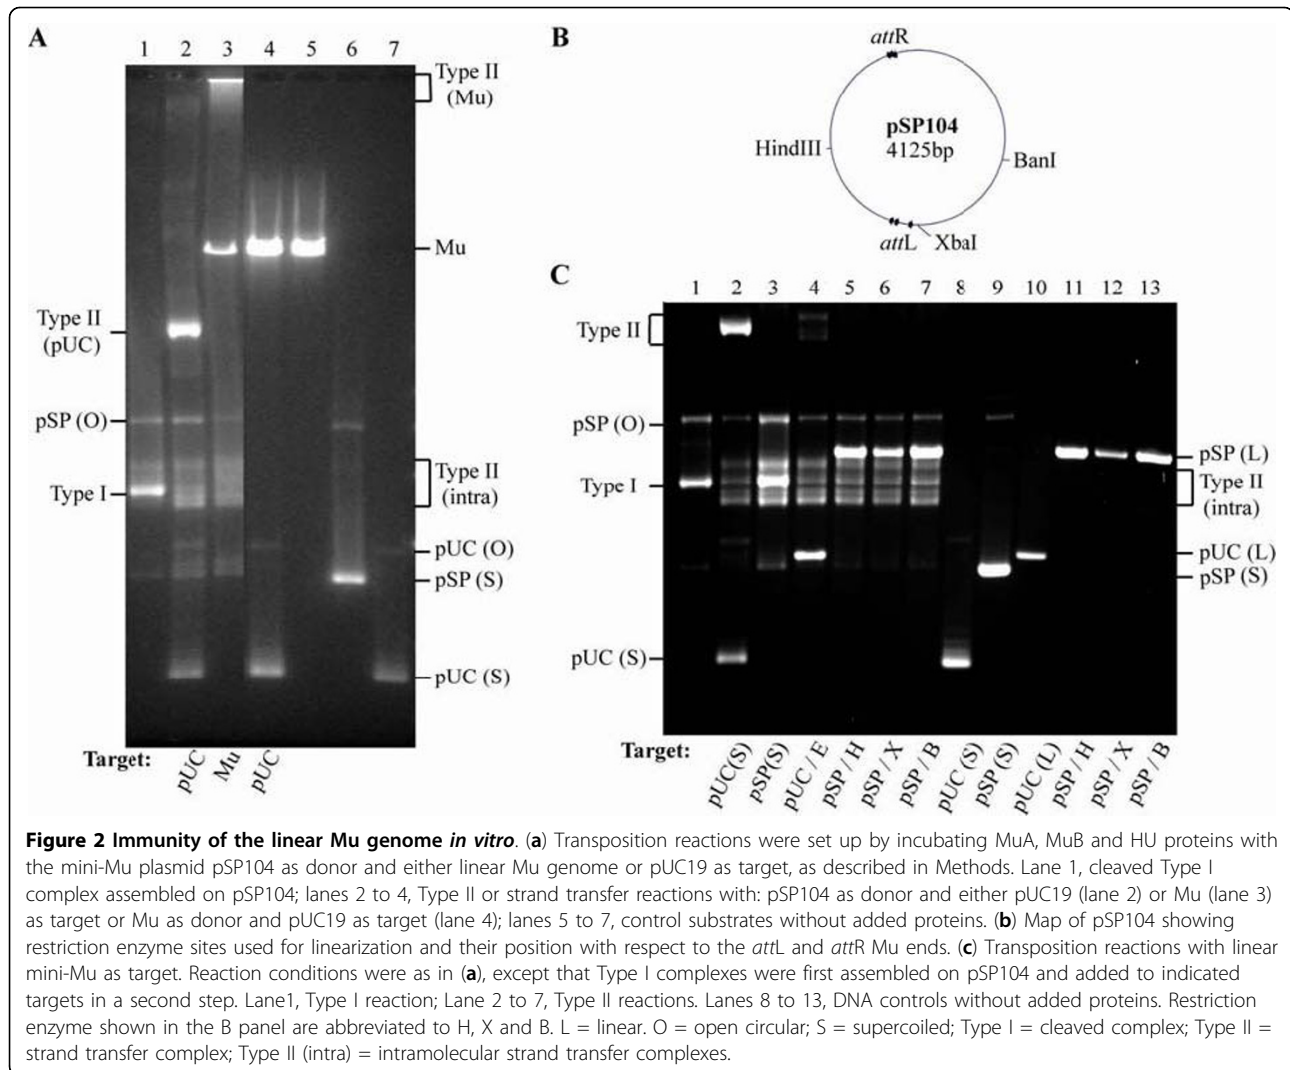 A
1 2 3 4 5 6 7
Type II
(Mu)
Mu
Type II
(pUC)
pSP (O)
Type II
(intra)
Type I
pUC (O)
pSP (S)
pUC (S)
Target:
pUC
Mu
pUC
B
attR
HindIII
pSP104
4125bp
BanI
attL
XbaI
C
1 2 3 4 5 6 7 8 9 10 11 12 13
Type II
pSP (O)
pSP (L)
Type I
Type II
(intra)
pUC (L)
pSP (S)
pUC (S)
Target:
pUC(S)
pSP(S)
pUC / E
pSP / H
pSP / X
pSP / B
pUC (S)
pSP (S)
pUC (L)
pSP / H
pSP / X
pSP / B
Figure 2 Immunity of the linear Mu genome in vitro. (a) Transposition reactions were set up by incubating MuA, MuB and HU proteins with
the mini-Mu plasmid pSP104 as donor and either linear Mu genome or pUC19 as target, as described in Methods. Lane 1, cleaved Type I
complex assembled on pSP104; lanes 2 to 4, Type II or strand transfer reactions with: pSP104 as donor and either pUC19 (lane 2) or Mu (lane 3)
as target or Mu as donor and pUC19 as target (lane 4); lanes 5 to 7, control substrates without added proteins. (b) Map of pSP104 showing
restriction enzyme sites used for linearization and their position with respect to the attL and attR Mu ends. (c) Transposition reactions with linear
mini-Mu as target. Reaction conditions were as in (a), except that Type I complexes were first assembled on pSP104 and added to indicated
targets in a second step. Lane1, Type I reaction; Lane 2 to 7, Type II reactions. Lanes 8 to 13, DNA controls without added proteins. Restriction
enzyme shown in the B panel are abbreviated to H, X and B. L = linear. O = open circular; S = supercoiled; Type I = cleaved complex; Type II =
strand transfer complex; Type II (intra) = intramolecular strand transfer complexes.